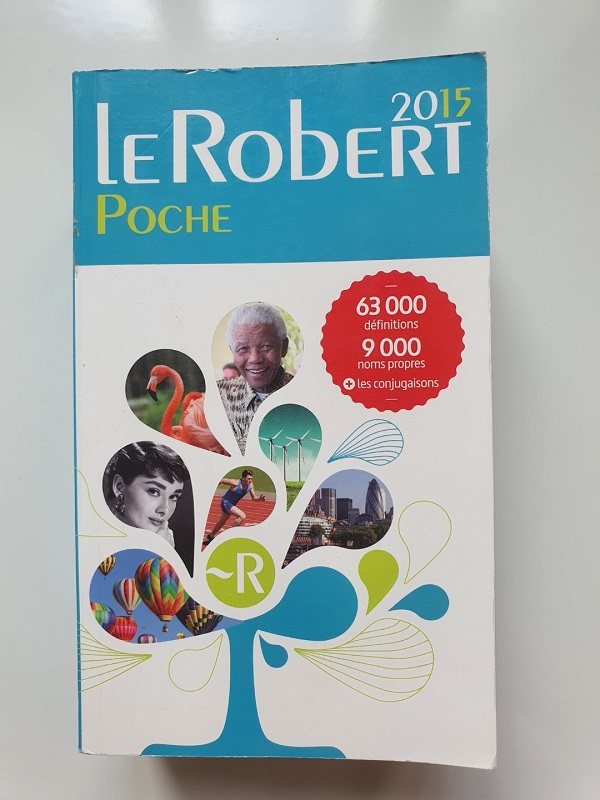 2015
LE ROBERT
POCHE
63 000
définitions
9 000
noms propres
+ les conjugaisons
~R